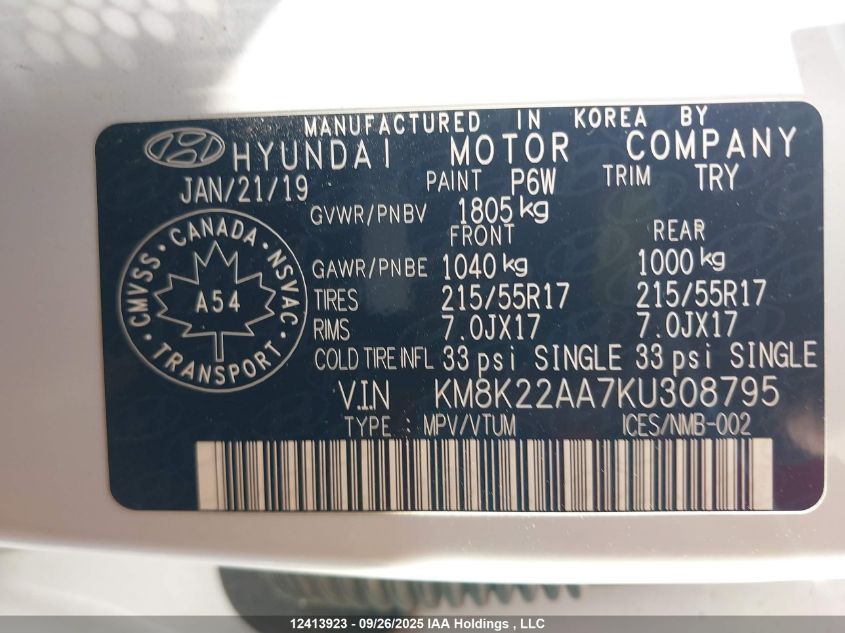 MANUFACTURED IN KOREA BY
HYUNDAI MOTOR COMPANY
JAN/21/19 PAINT P6W TRIM TRY
GVWR/PNBV 1805 kg
FRONT REAR
GAWR/PNBE 1040 kg 1000 kg
TIRES 215/55R17 215/55R17
RIMS 7.0JX17 7.0JX17
COLD TIRE INFL 33 psi SINGLE 33 psi SINGLE
V.I.N KM8K22AA7KU308795
TYPE : MPV/VTUM ICES/NMB-002
CMVSS · CANADA · NSVAC · TRANSPORT ·
A54
12413923 - 09/26/2025 IAA Holdings , LLC